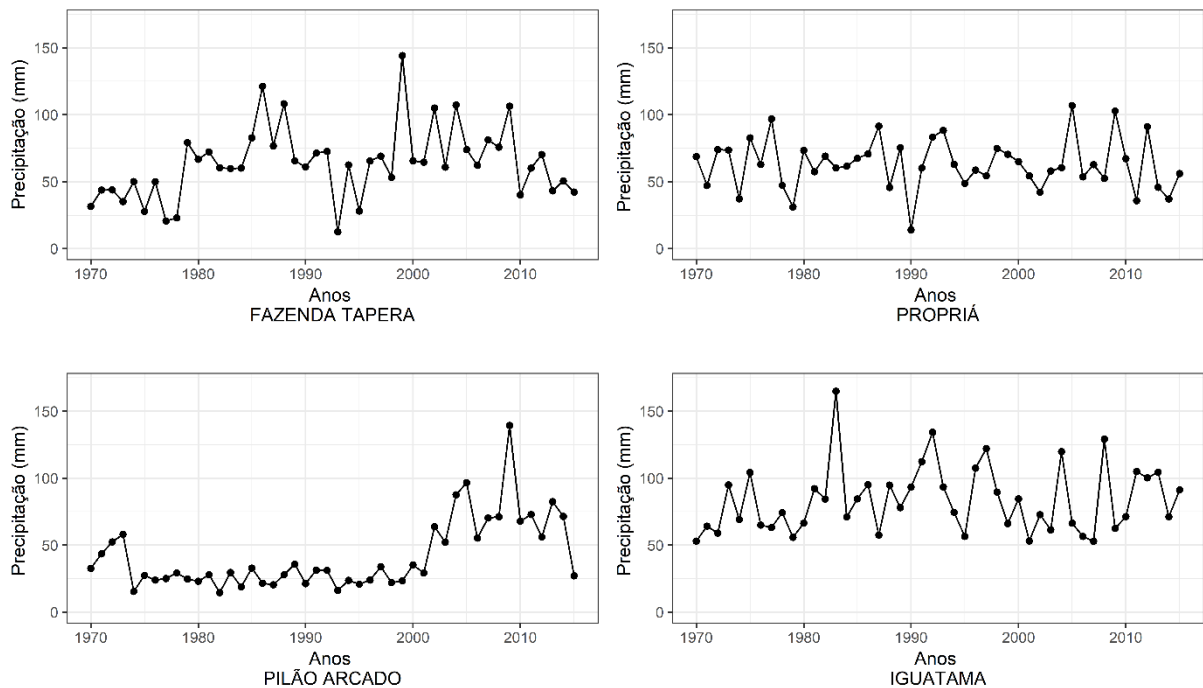 Precipitação (mm)
150
100
50
0
1970 1980 1990 2000 2010
Anos
FAZENDA TAPERA
Precipitação (mm)
150
100
50
0
1970 1980 1990 2000 2010
Anos
PROPRIÁ
Precipitação (mm)
150
100
50
0
1970 1980 1990 2000 2010
Anos
PILÃO ARCADO
Precipitação (mm)
150
100
50
0
1970 1980 1990 2000 2010
Anos
IGUATAMA